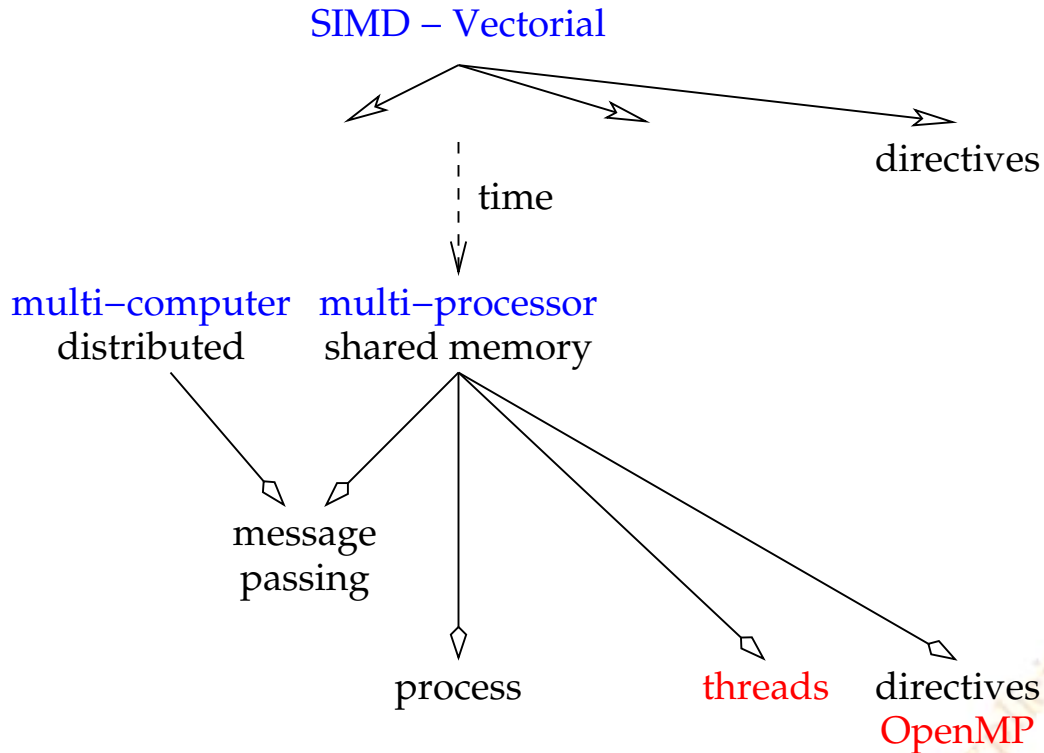 SIMD − Vectorial
directives
time
multi−computer multi−processor
distributed shared memory
message
passing
process threads directives
OpenMP